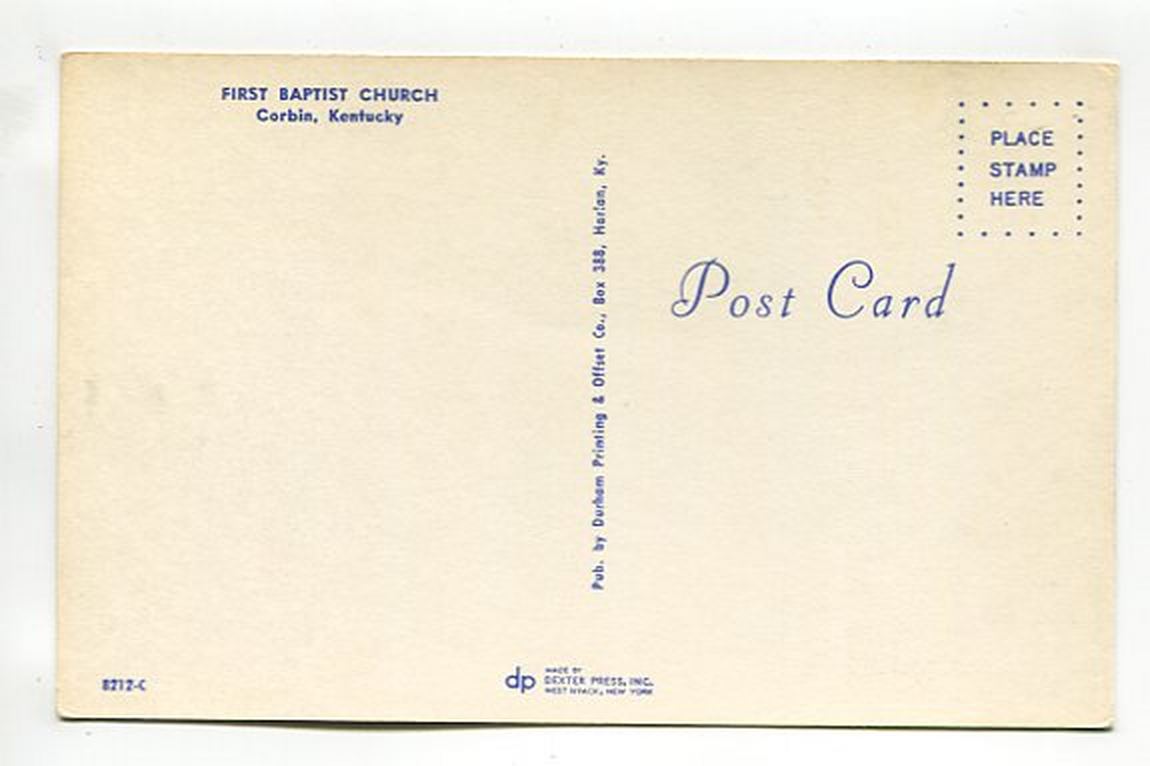 FIRST BAPTIST CHURCH
Corbin, Kentucky
Pub. by Durham Printing & Offset Co., Box 388, Harlan, Ky.
PLACE
STAMP
HERE
Post Card
8212-C
dp
MADE BY
DEXTER PRESS, INC.
WEST NYACK, NEW YORK